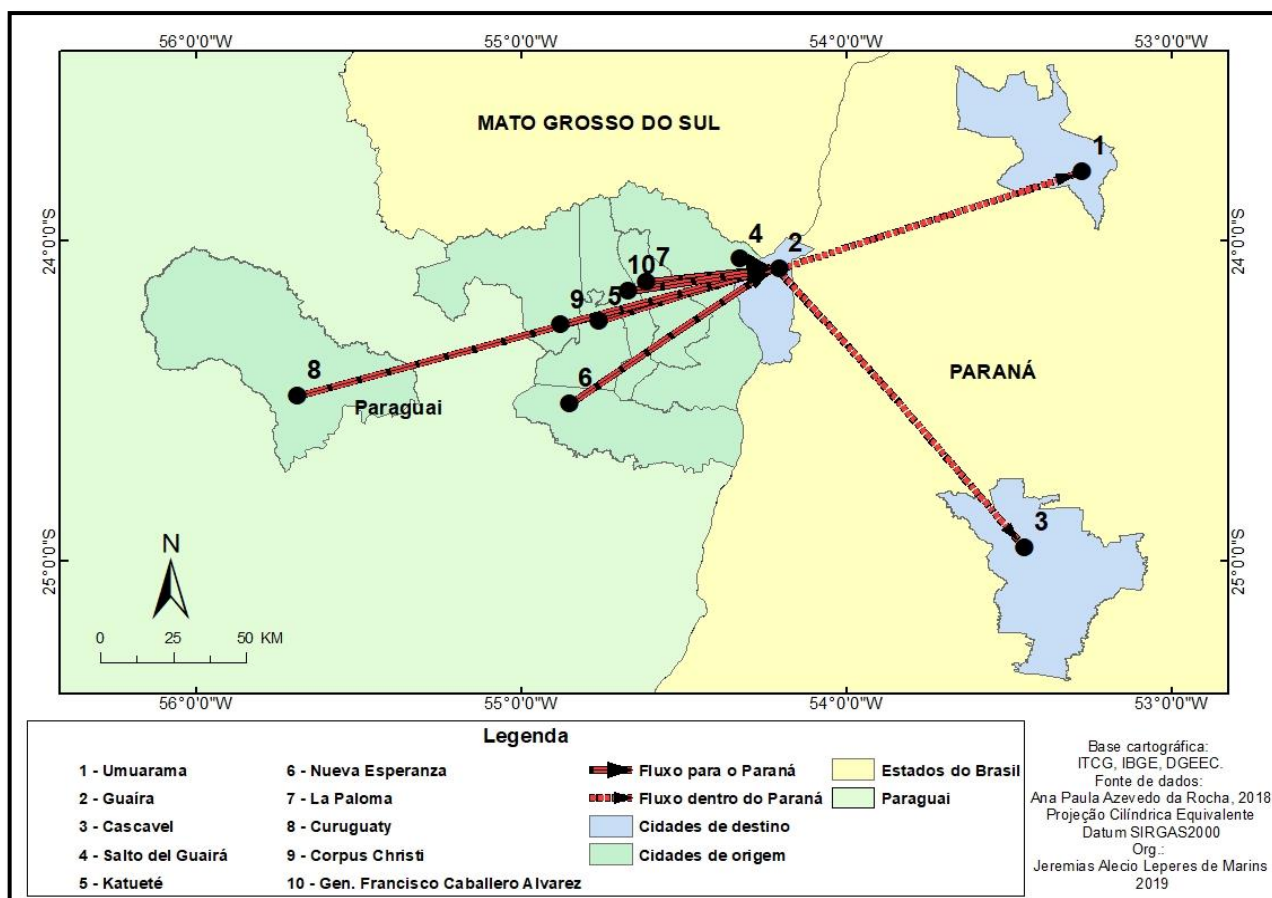 56°0'0"W 55°0'0"W 54°0'0"W 53°0'0"W
MATO GROSSO DO SUL
1
24°0'0"S
24°0'0"S
4
2
7
10
5
9
8
6
Paraguai
PARANÁ
3
25°0'0"S
25°0'0"S
N
0 25 50 KM
56°0'0"W 55°0'0"W 54°0'0"W 53°0'0"W
Legenda
1 - Umuarama
2 - Guaíra
3 - Cascavel
4 - Salto del Guairá
5 - Katueté
6 - Nueva Esperanza
7 - La Paloma
8 - Curuguaty
9 - Corpus Christi
10 - Gen. Francisco Caballero Alvarez
Fluxo para o Paraná
Fluxo dentro do Paraná
Cidades de destino
Cidades de origem
Estados do Brasil
Paraguai
Base cartográfica:
ITCG, IBGE, DGEEC.
Fonte de dados:
Ana Paula Azevedo da Rocha, 2018
Projeção Cilíndrica Equivalente
Datum SIRGAS2000
Org.:
Jeremias Alecio Leperes de Marins
2019